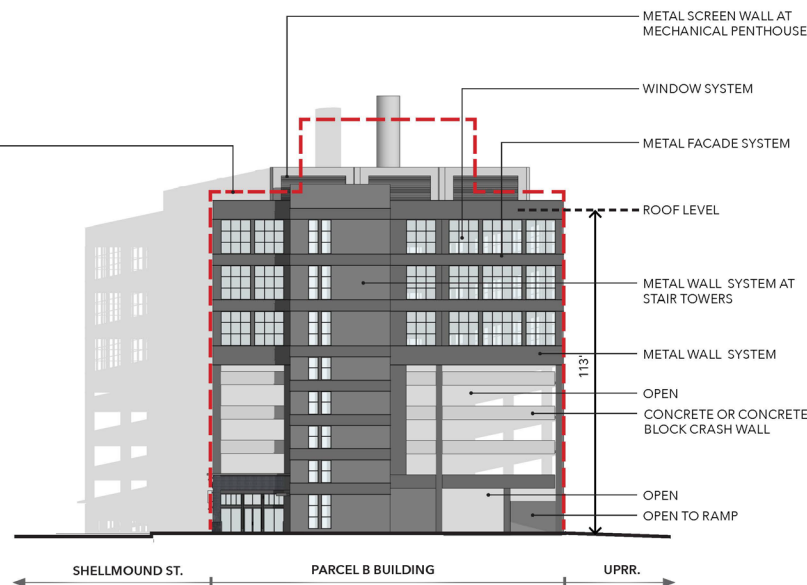 METAL SCREEN WALL AT
MECHANICAL PENTHOUSE
WINDOW SYSTEM
METAL FACADE SYSTEM
ROOF LEVEL
METAL WALL SYSTEM AT
STAIR TOWERS
METAL WALL SYSTEM
113'
OPEN
CONCRETE OR CONCRETE
BLOCK CRASH WALL
OPEN
OPEN TO RAMP
SHELLMOUND ST.
PARCEL B BUILDING
UPRR.